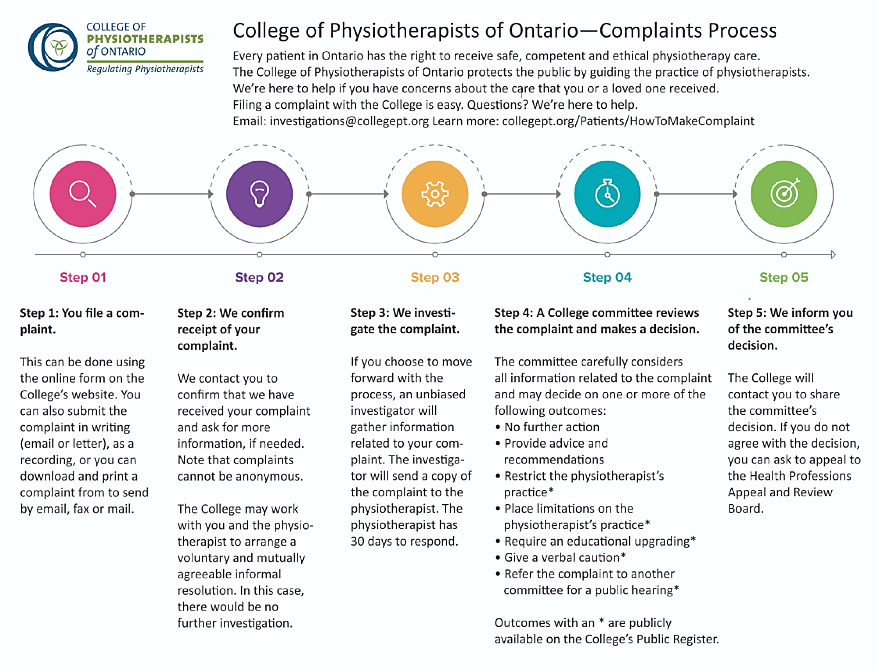 COLLEGE OF
PHYSIOTHERAPISTS
of ONTARIO
Regulating Physiotherapists
College of Physiotherapists of Ontario—Complaints Process
Every patient in Ontario has the right to receive safe, competent and ethical physiotherapy care.
The College of Physiotherapists of Ontario protects the public by guiding the practice of physiotherapists.
We're here to help if you have concerns about the care that you or a loved one received.
Filing a complaint with the College is easy. Questions? We're here to help.
Email: investigations@collegept.org Learn more: collegept.org/Patients/HowToMakeComplaint
Step 01
Step 02
Step 03
Step 04
Step 05
Step 1: You file a com-
plaint.
This can be done using
the online form on the
College's website. You
can also submit the
complaint in writing
(email or letter), as a
recording, or you can
download and print a
complaint from to send
by email, fax or mail.
Step 2: We confirm
receipt of your
complaint.
We contact you to
confirm that we have
received your complaint
and ask for more
information, if needed.
Note that complaints
cannot be anonymous.
The College may work
with you and the physio-
therapist to arrange a
voluntary and mutually
agreeable informal
resolution. In this case,
there would be no
further investigation.
Step 3: We investi-
gate the complaint.
If you choose to move
forward with the
process, an unbiased
investigator will
gather information
related to your com-
plaint. The investiga-
tor will send a copy of
the complaint to the
physiotherapist. The
physiotherapist has
30 days to respond.
Step 4: A College committee reviews
the complaint and makes a decision.
The committee carefully considers
all information related to the complaint
and may decide on one or more of the
following outcomes:
• No further action
• Provide advice and
recommendations
• Restrict the physiotherapist's
practice*
• Place limitations on the
physiotherapist's practice*
• Require an educational upgrading*
• Give a verbal caution*
• Refer the complaint to another
committee for a public hearing*
Outcomes with an * are publicly
available on the College's Public Register.
Step 5: We inform you
of the committee's
decision.
The College will
contact you to share
the committee's
decision. If you do not
agree with the decision,
you can ask to appeal to
the Health Professions
Appeal and Review
Board.